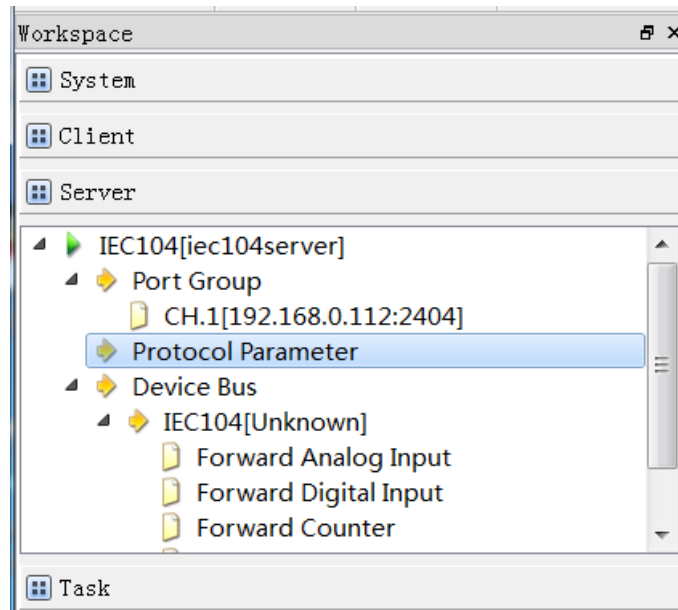 Workspace
System
Client
Server
IEC104[iec104server]
Port Group
CH.1[192.168.0.112:2404]
Protocol Parameter
Device Bus
IEC104[Unknown]
Forward Analog Input
Forward Digital Input
Forward Counter
Task